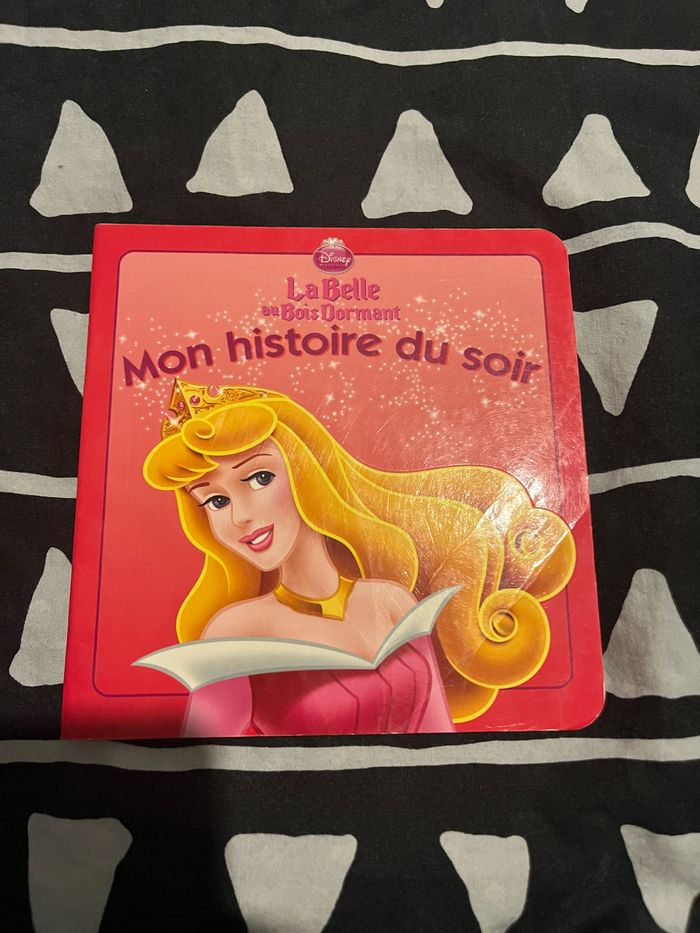 Disney
La Belle
au Bois Dormant
Mon histoire du soir